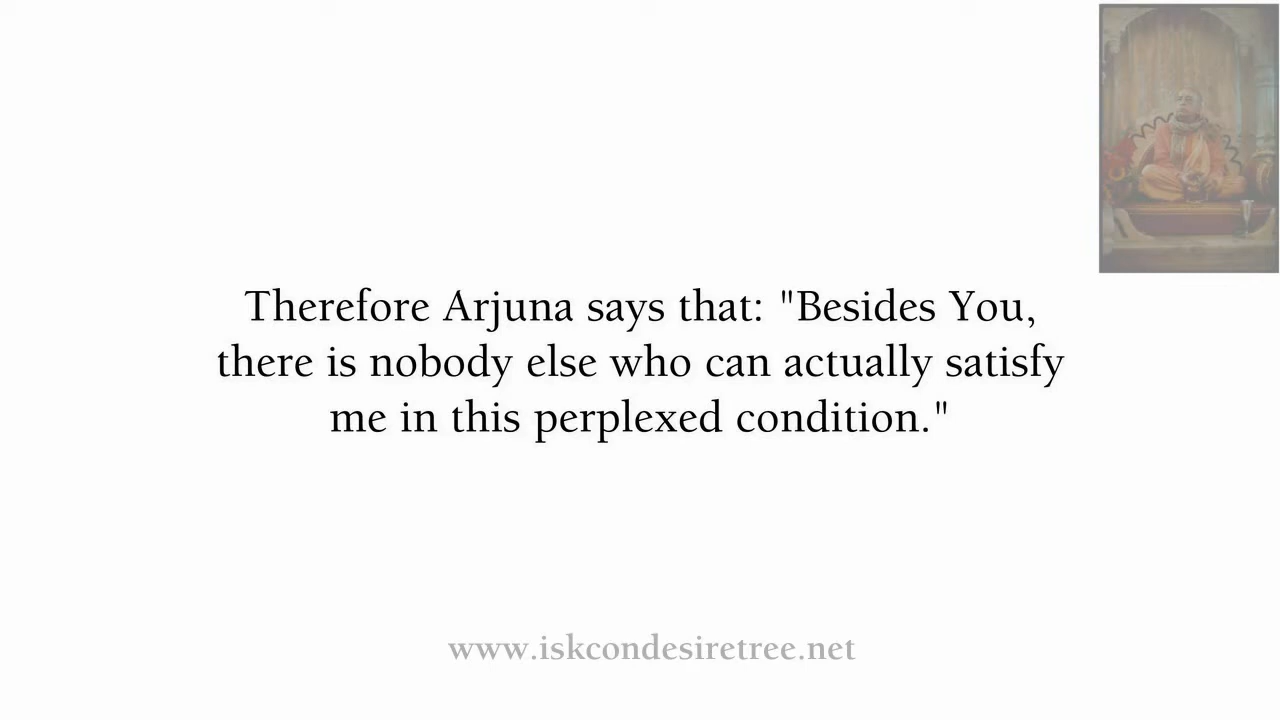 Therefore Arjuna says that: "Besides You,
there is nobody else who can actually satisfy
me in this perplexed condition."
www.iskcondesiretree.net